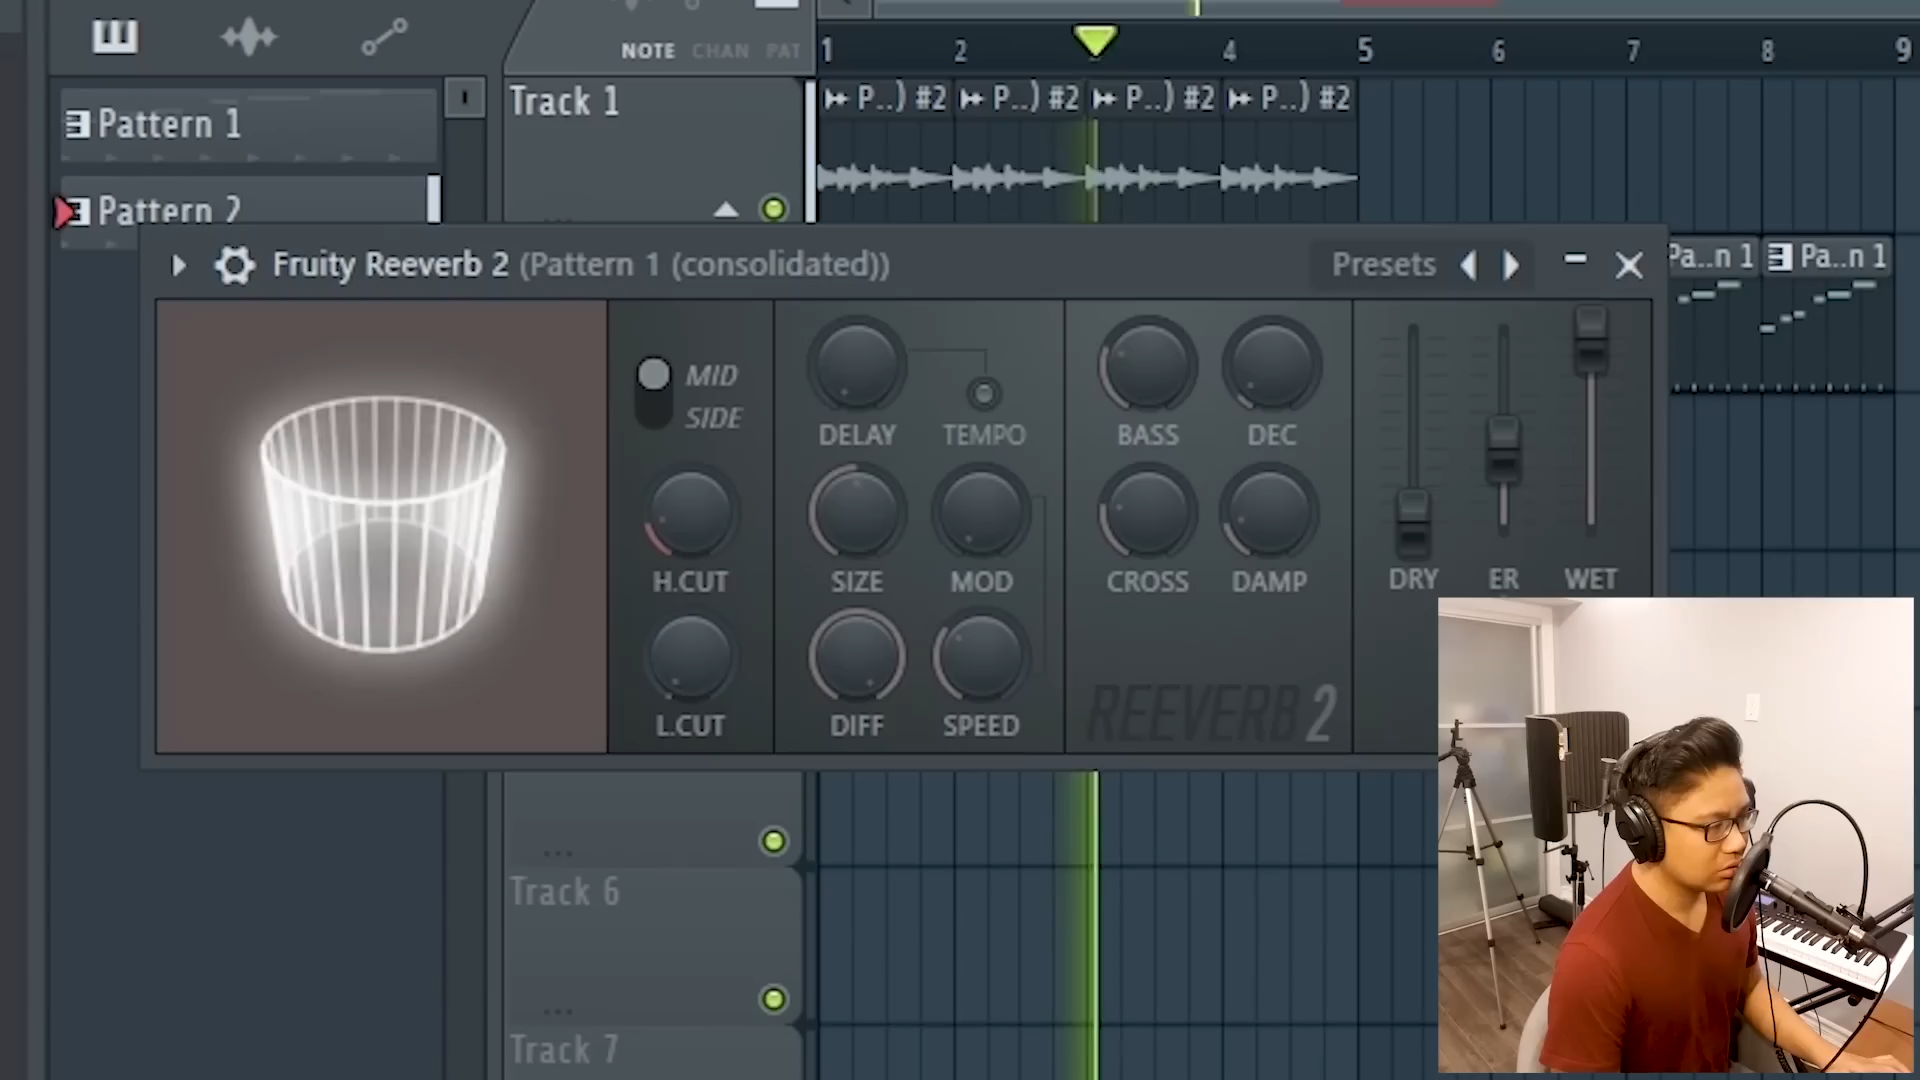 NOTE CHAN PAT
1 2 4 5 6 7 8 9
Pattern 1
Pattern 2
Track 1
P..) #2 P..) #2 P..) #2 P..) #2
Fruity Reeverb 2 (Pattern 1 (consolidated))
Presets
Pa..n 1 Pa..n 1
MID
SIDE
H.CUT
L.CUT
DELAY TEMPO
SIZE MOD
DIFF SPEED
BASS DEC
CROSS DAMP
REEVERB 2
DRY ER WET
Track 6
Track 7